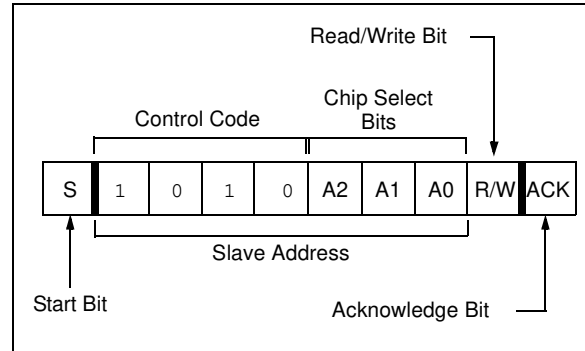 Read/Write Bit
Chip Select
Bits
Control Code
S 1 0 1 0 A2 A1 A0 R/W ACK
Slave Address
Start Bit
Acknowledge Bit